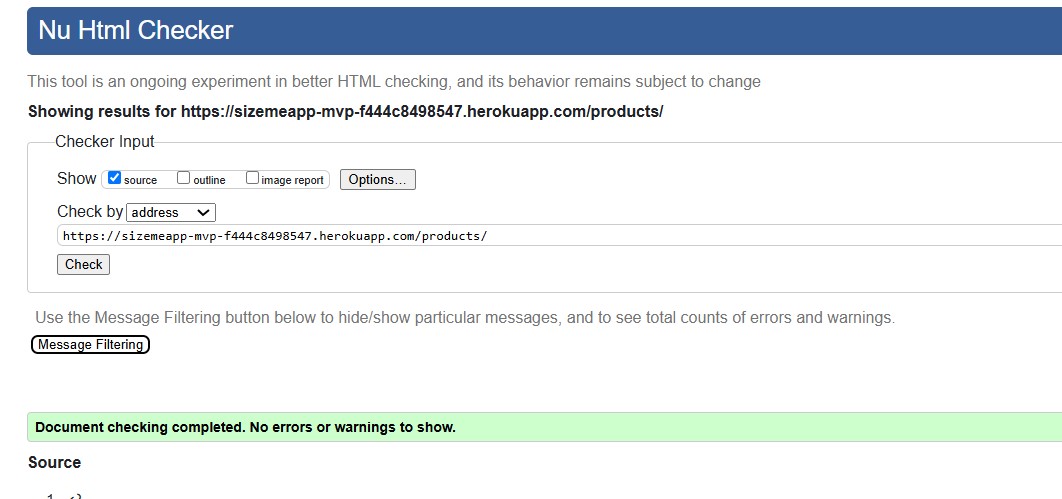 Nu Html Checker
This tool is an ongoing experiment in better HTML checking, and its behavior remains subject to change
Showing results for https://sizemeapp-mvp-f444c8498547.herokuapp.com/products/
Checker Input
Show source outline image report Options...
Check by address
https://sizemeapp-mvp-f444c8498547.herokuapp.com/products/
Check
Use the Message Filtering button below to hide/show particular messages, and to see total counts of errors and warnings.
Message Filtering
Document checking completed. No errors or warnings to show.
Source